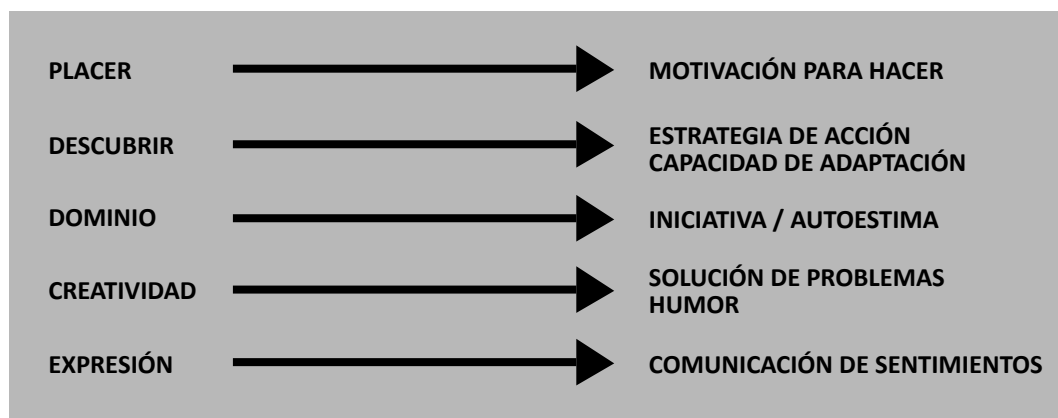 PLACER MOTIVACIÓN PARA HACER
DESCUBRIR ESTRATEGIA DE ACCIÓN
CAPACIDAD DE ADAPTACIÓN
DOMINIO INICIATIVA / AUTOESTIMA
CREATIVIDAD SOLUCIÓN DE PROBLEMAS
HUMOR
EXPRESIÓN COMUNICACIÓN DE SENTIMIENTOS